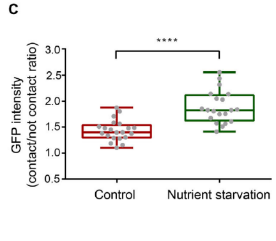 C
****
GFP intensity
(contact/not contact ratio)
3.0
2.5
2.0
1.5
1.0
0.5
Control Nutrient starvation